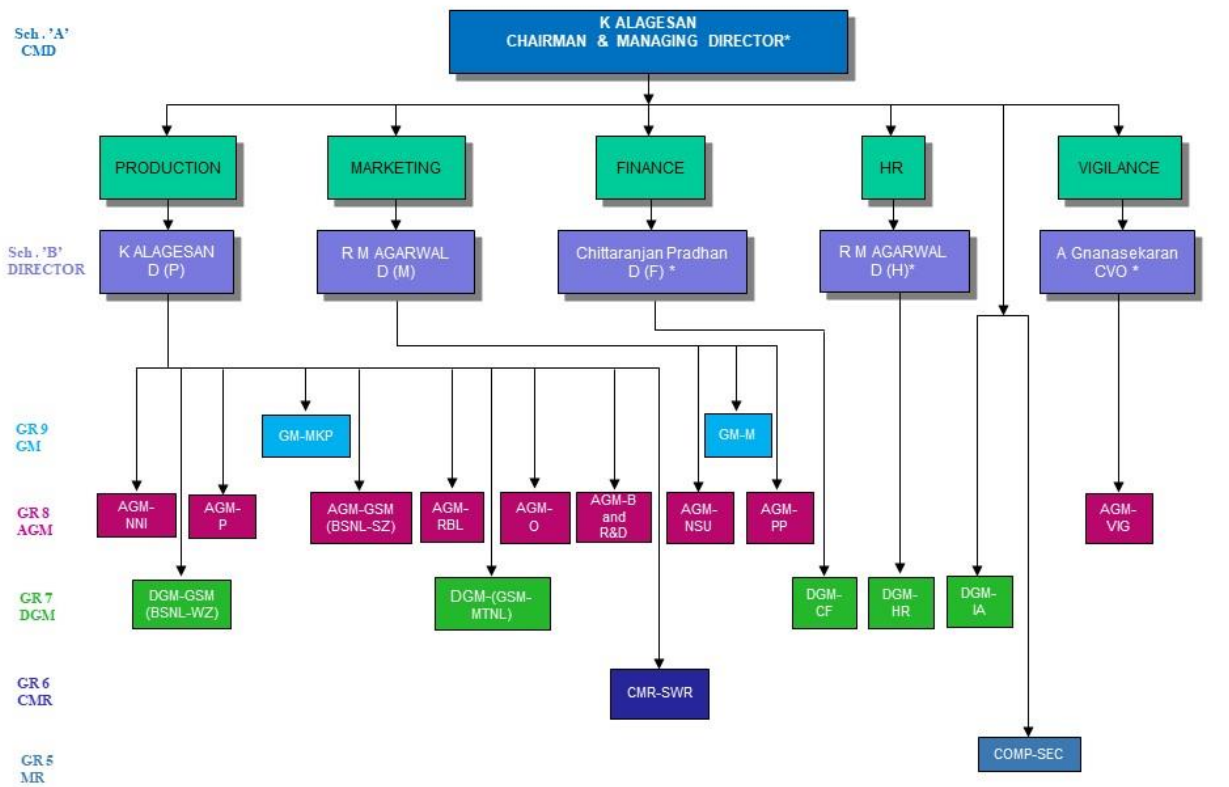 Sch. 'A'
CMD
K ALAGESAN
CHAIRMAN & MANAGING DIRECTOR*
PRODUCTION
MARKETING
FINANCE
HR
VIGILANCE
Sch. 'B'
DIRECTOR
K ALAGESAN
D (P)
R M AGARWAL
D (M)
Chittaranjan Pradhan
D (F) *
R M AGARWAL
D (H)*
A Gnanasekaran
CVO *
GR 9
GM
GM-MKP
GM-M
GR 8
AGM
AGM-
NNI
AGM-
P
AGM-GSM
(BSNL-SZ)
AGM-
RBL
AGM-
O
AGM-B
and
R&D
AGM-
NSU
AGM-
PP
AGM-
VIG
GR 7
DGM
DGM-GSM
(BSNL-WZ)
DGM-(GSM-
MTNL)
DGM-
CF
DGM-
HR
DGM-
IA
GR 6
CMR
CMR-SWR
GR 5
MR
COMP-SEC